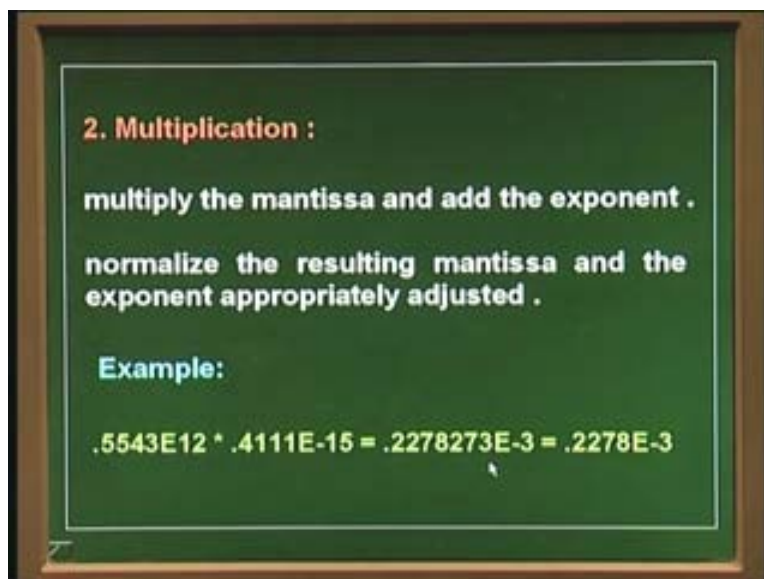 2. Multiplication :
multiply the mantissa and add the exponent .
normalize the resulting mantissa and the
exponent appropriately adjusted .
Example:
.5543E12 * .4111E-15 = .2278273E-3 = .2278E-3